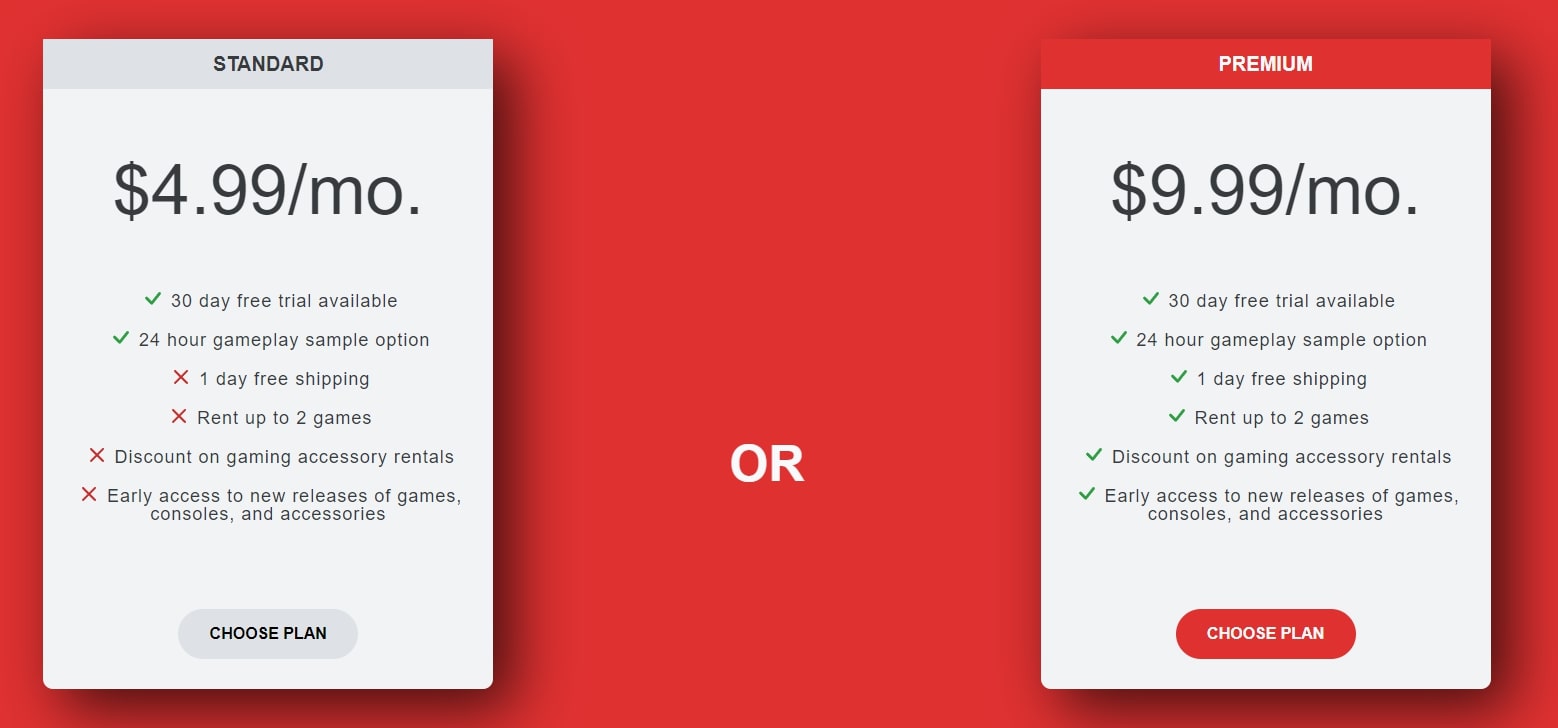 STANDARD
$4.99/mo.
30 day free trial available
24 hour gameplay sample option
1 day free shipping
Rent up to 2 games
Discount on gaming accessory rentals
Early access to new releases of games,
consoles, and accessories
CHOOSE PLAN
OR
PREMIUM
$9.99/mo.
30 day free trial available
24 hour gameplay sample option
1 day free shipping
Rent up to 2 games
Discount on gaming accessory rentals
Early access to new releases of games,
consoles, and accessories
CHOOSE PLAN